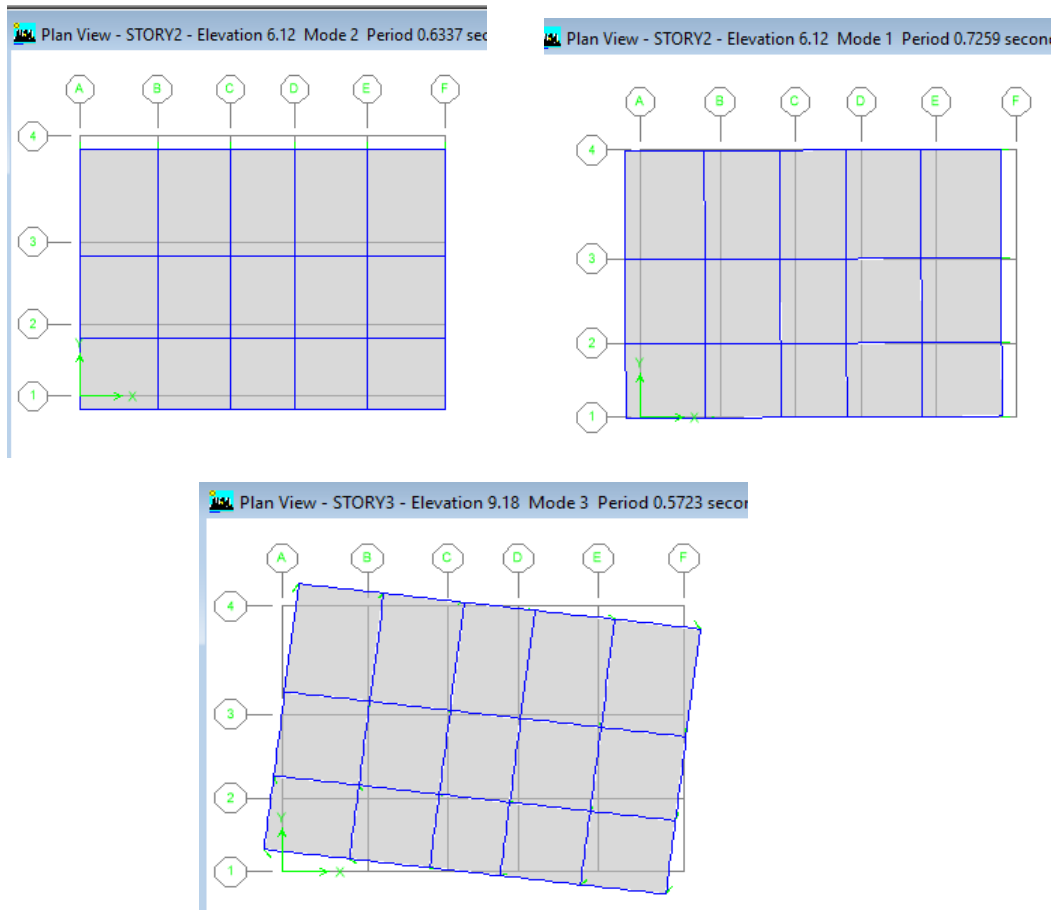 Plan View - STORY2 - Elevation 6.12 Mode 2 Period 0.6337 sec
A B C D E F
4
3
2
Y
1
X
Plan View - STORY2 - Elevation 6.12 Mode 1 Period 0.7259 secon
A B C D E F
4
3
2
Y
1
X
Plan View - STORY3 - Elevation 9.18 Mode 3 Period 0.5723 secon
A B C D E F
4
3
2
Y
1
X